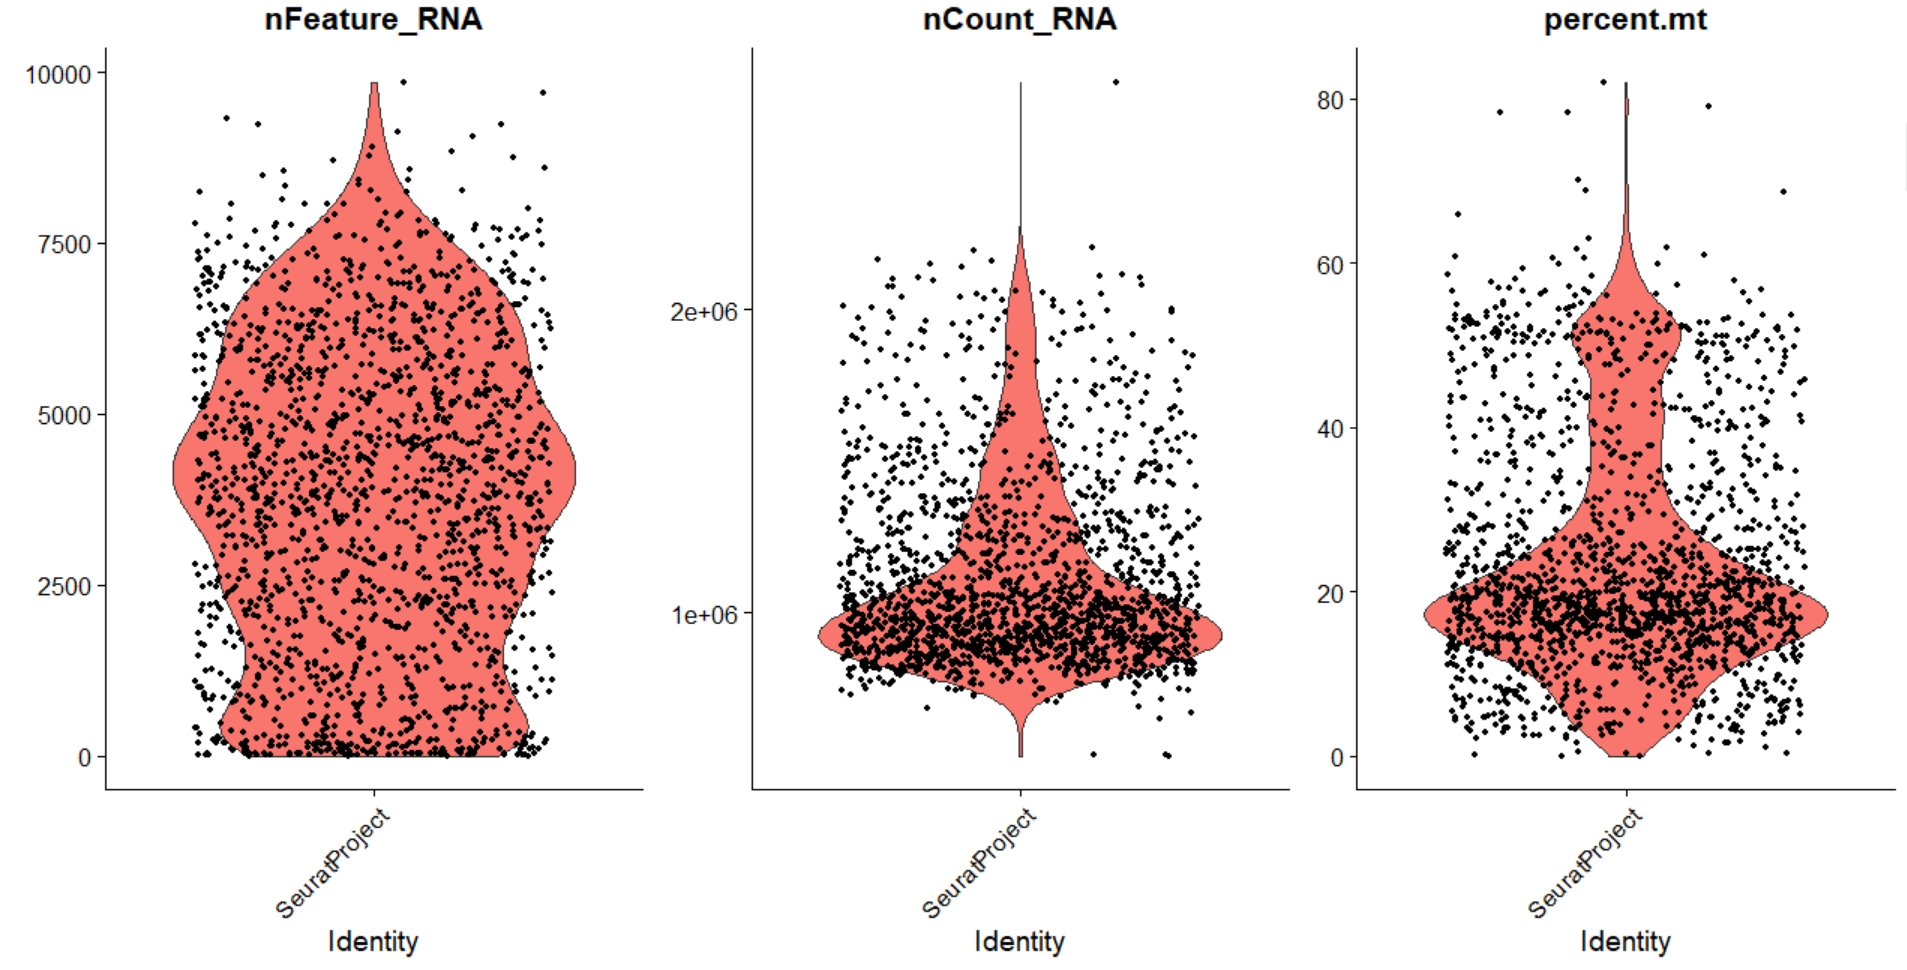 nFeature_RNA
10000
7500
5000
2500
0
SeuratProject
Identity
nCount_RNA
2e+06
1e+06
SeuratProject
Identity
percent.mt
80
60
40
20
0
SeuratProject
Identity